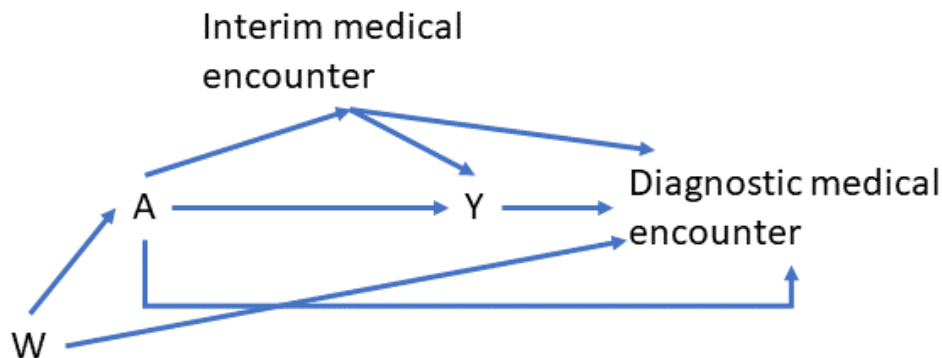 Interim medical
encounter
A
Y
Diagnostic medical
encounter
W